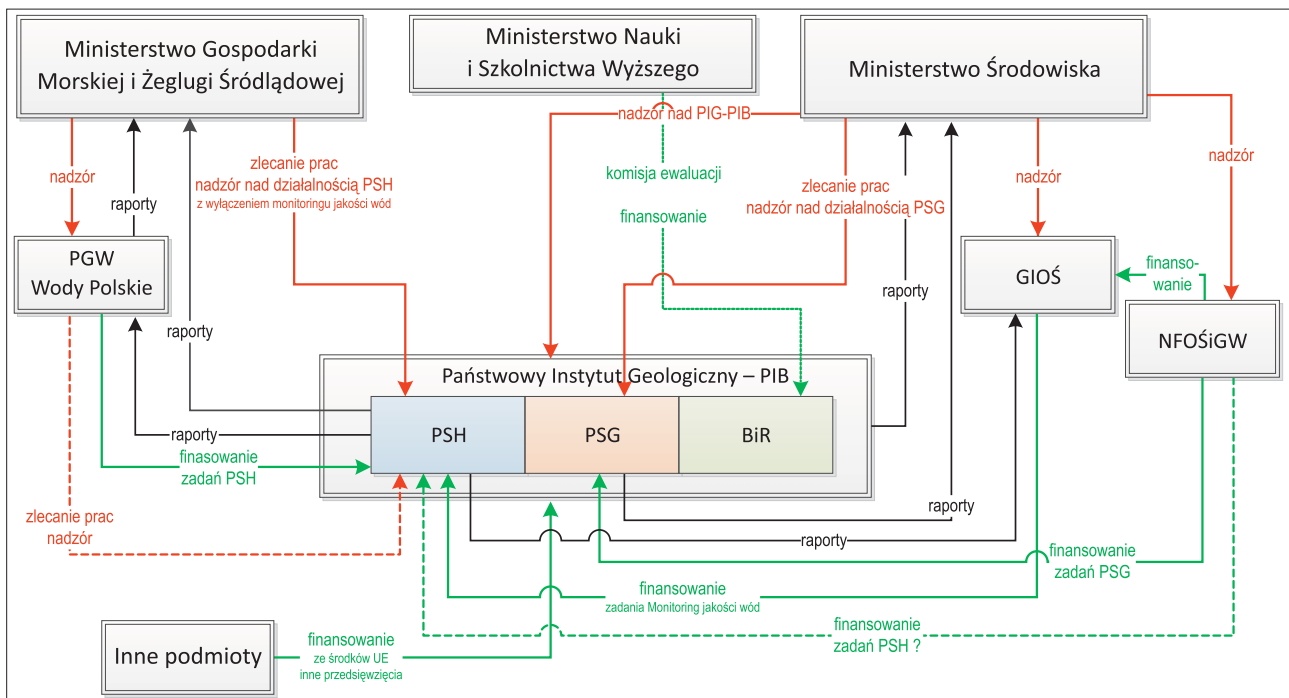 Ministerstwo Gospodarki
Morskiej i Żeglugi Śródlądowej
Ministerstwo Nauki
i Szkolnictwa Wyższego
Ministerstwo Środowiska
nadzór nad PIG-PIB
nadzór
raporty
zlecanie prac
nadzór nad działalnością PSH
z wyłączeniem monitoringu jakości wód
komisja ewaluacji
finansowanie
zlecanie prac
nadzór nad działalnością PSG
nadzór
nadzór
PGW
Wody Polskie
raporty
raporty
GIOŚ
finanso-
wanie
NFOŚiGW
Państwowy Instytut Geologiczny – PIB
PSH
PSG
BiR
raporty
finasowanie
zadań PSH
zlecanie prac
nadzór
raporty
raporty
finansowanie
zadań PSG
finansowanie
zadania Monitoring jakości wód
finansowanie
zadań PSH ?
Inne podmioty
finansowanie
ze środków UE
inne przedsięwzięcia